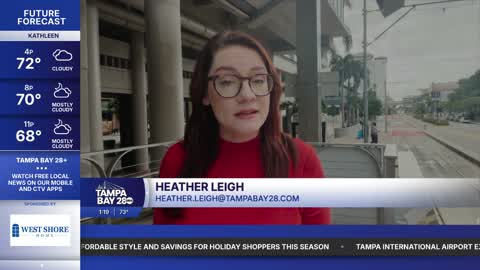 FUTURE
FORECAST
KATHLEEN
4P
72°
CLOUDY
8P
70°
MOSTLY
CLOUDY
11P
68°
MOSTLY
CLOUDY
TAMPA BAY 28+
WATCH FREE LOCAL
NEWS ON OUR MOBILE
AND CTV APPS
SPONSORED BY
WEST SHORE
HOME
TAMPA
BAY 28
1:19
73°
HEATHER LEIGH
HEATHER.LEIGH@TAMPABAY28.COM
FORDABLE STYLE AND SAVINGS FOR HOLIDAY SHOPPERS THIS SEASON • TAMPA INTERNATIONAL AIRPORT E